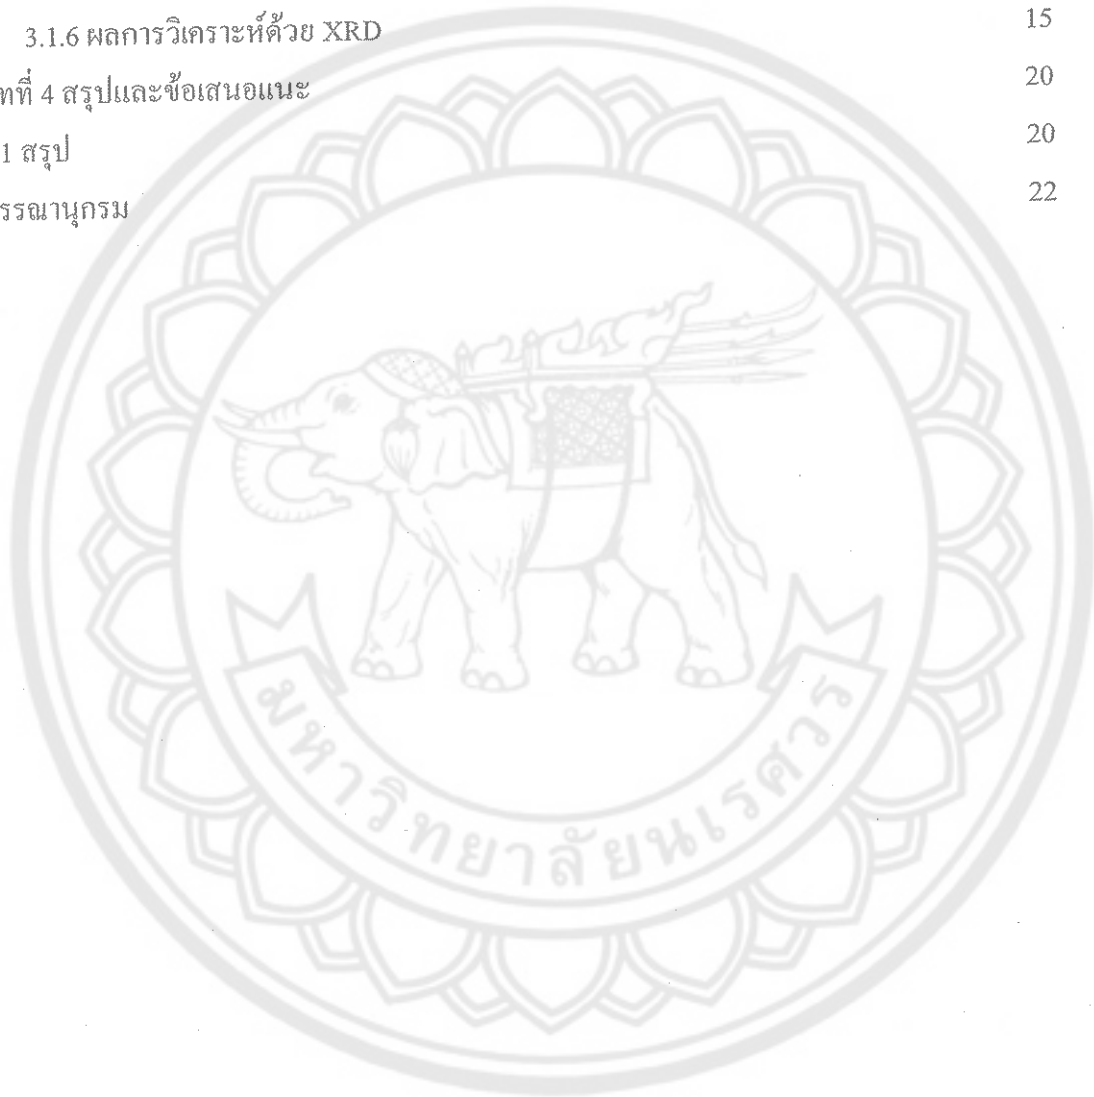 3.1.6 ผลการวิเคราะห์ด้วย XRD 15
ทที่ 4 สรุปและข้อเสนอแนะ 20
1 สรุป 20
รรณานุกรม 22
มหาวิทยาลัยนเรศวร